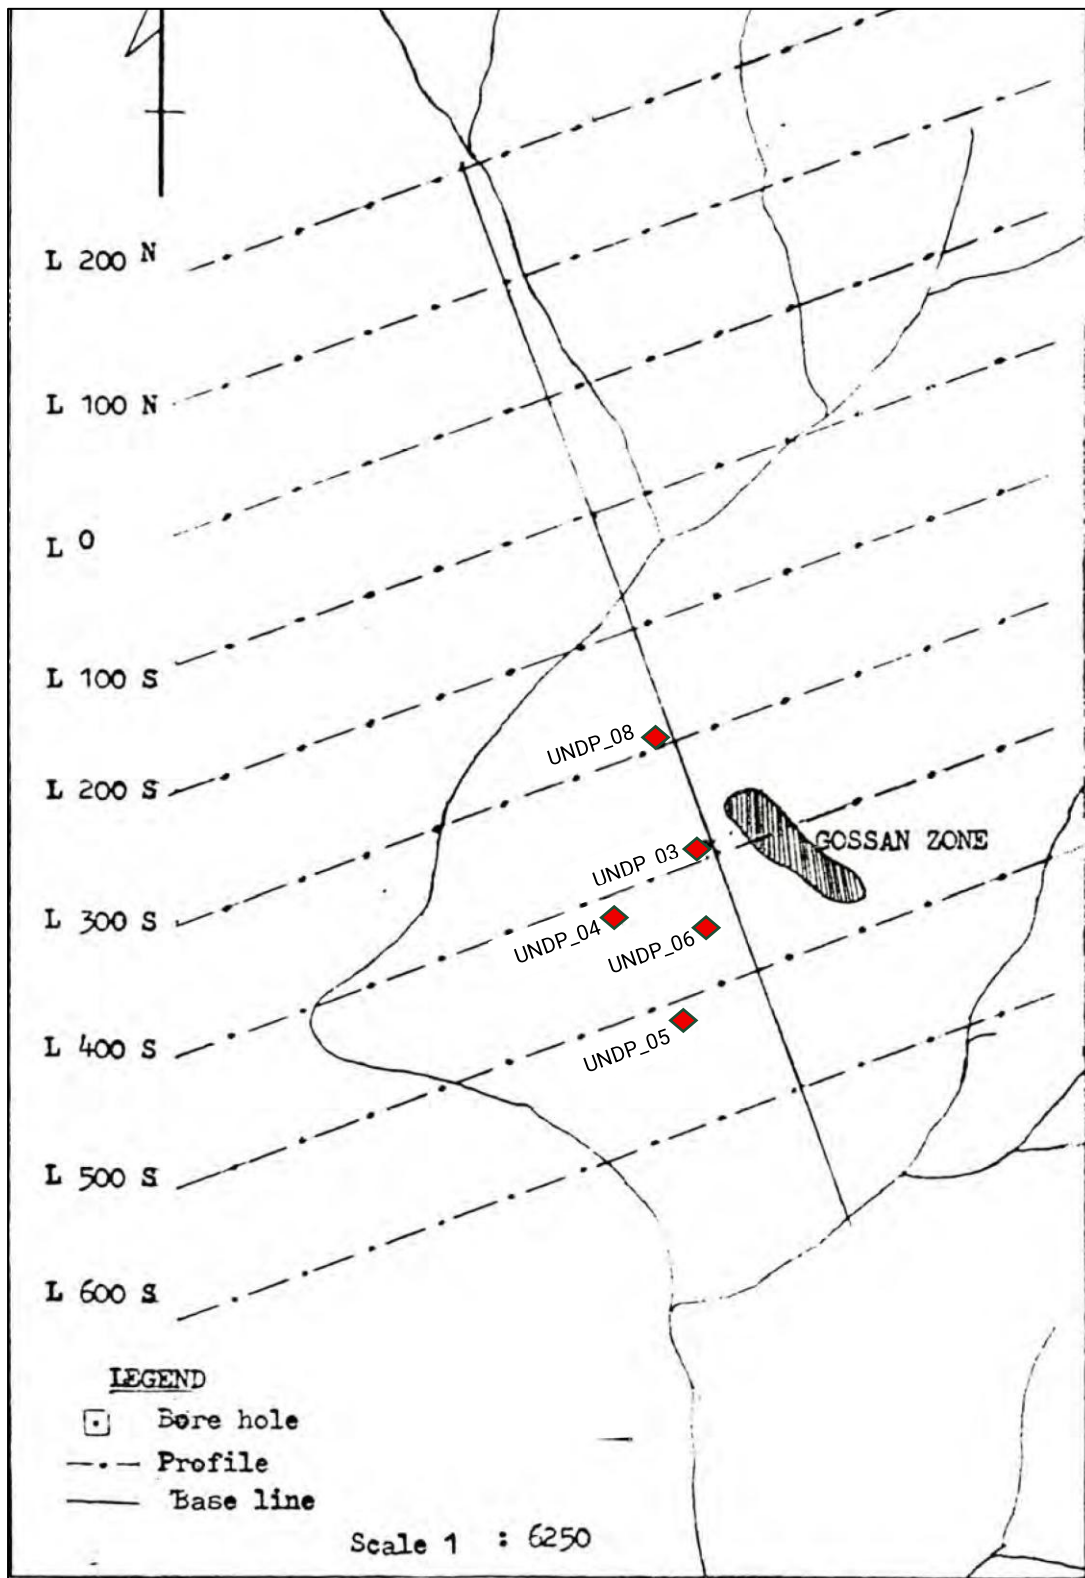 L 200 N
L 100 N
L 0
L 100 S
L 200 S
L 300 S
L 400 S
L 500 S
L 600 S
UNDP_08
UNDP_03
GOSSAN ZONE
UNDP_04
UNDP_06
UNDP_05
LEGEND
Bore hole
Profile
Base line
Scale 1 : 6250